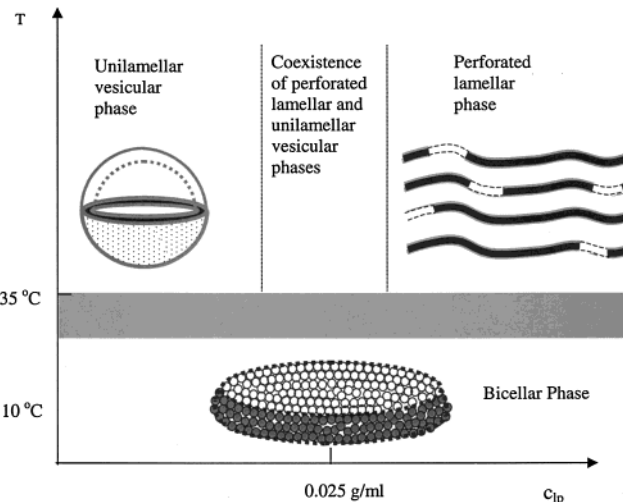 T
Unilamellar
vesicular
phase
Coexistence
of perforated
lamellar and
unilamellar
vesicular
phases
Perforated
lamellar
phase
35 °C
10 °C
Bicellar Phase
0.025 g/ml
c_lp